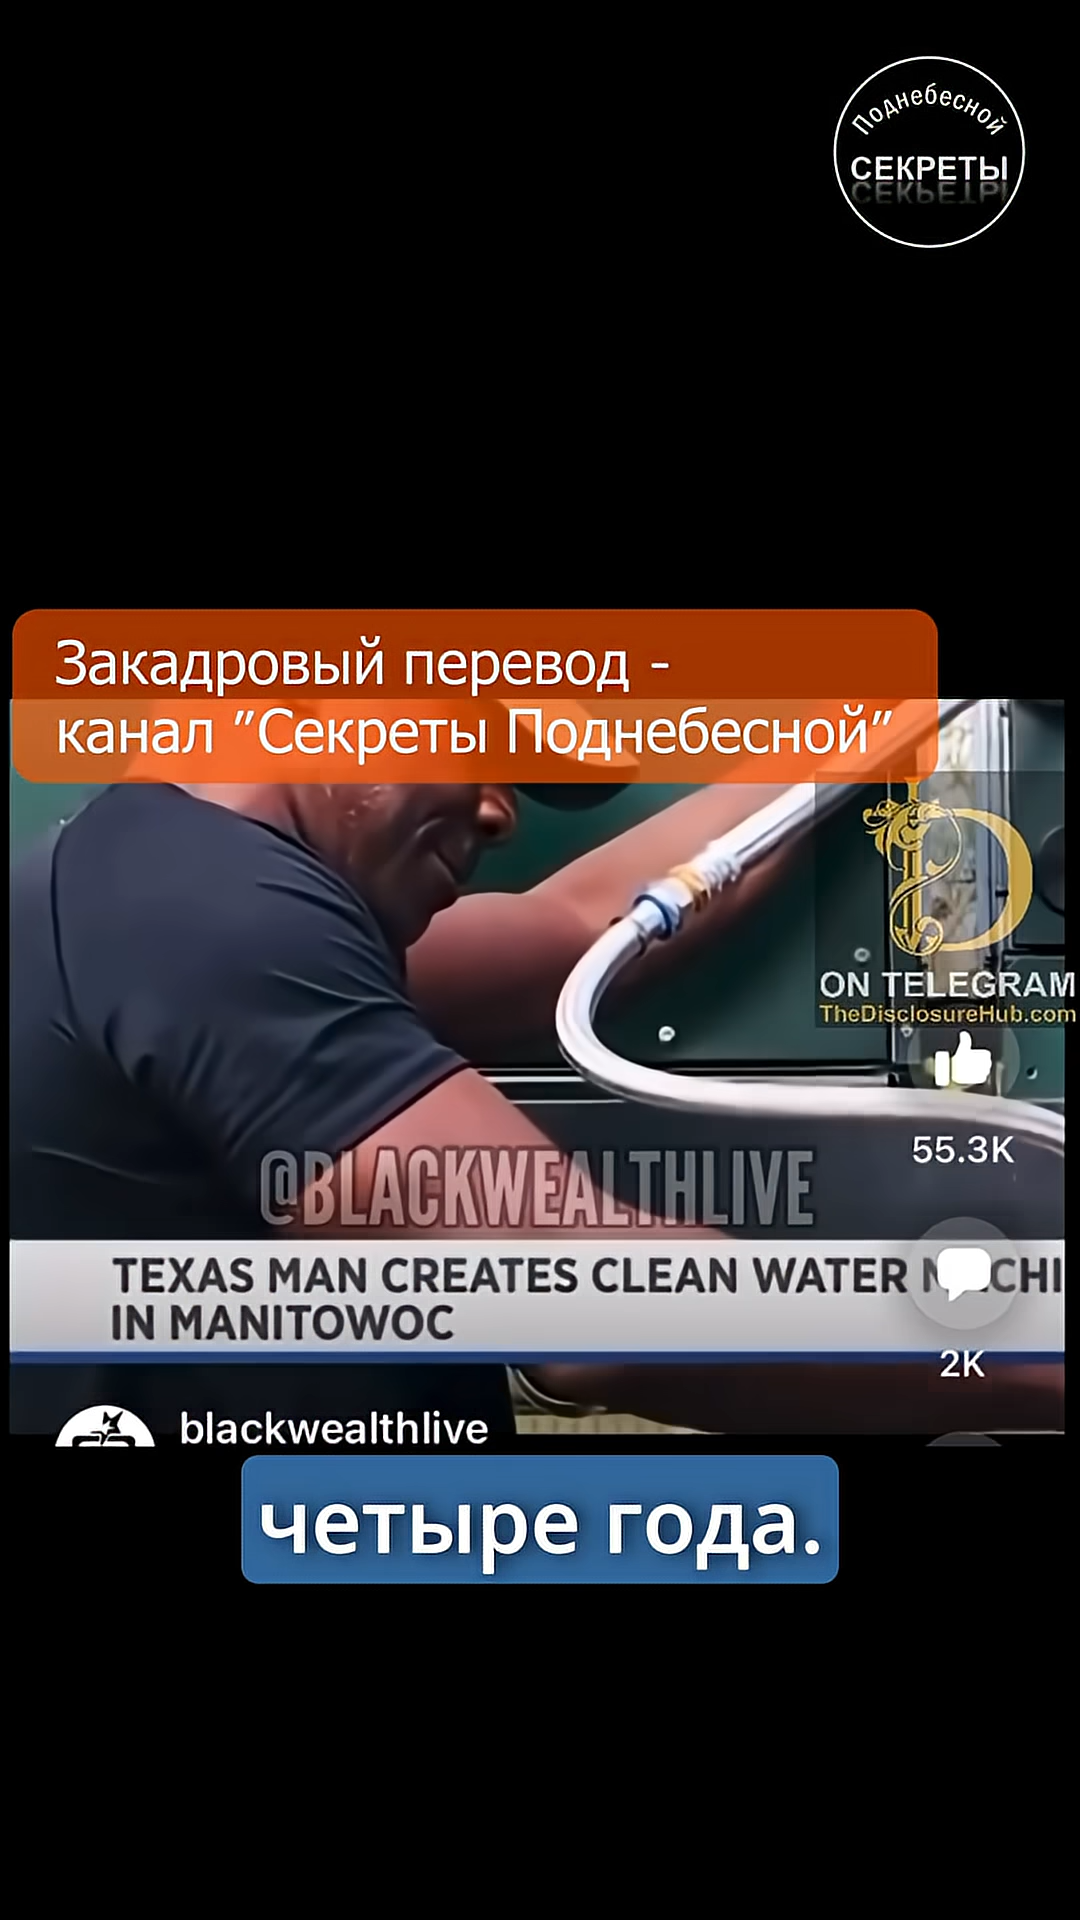 Поднебесной
СЕКРЕТЫ
Закадровый перевод -
канал "Секреты Поднебесной"
ON TELEGRAM
TheDisclosureHub.com
55.3K
@BLACKWEALTHLIVE
TEXAS MAN CREATES CLEAN WATER
IN MANITOWOC
2K
blackwealthlive
четыре года.